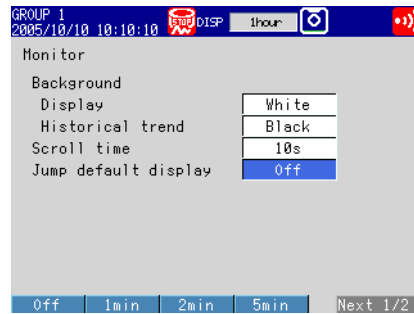 GROUP 1
2005/10/10 10:10:10 STOP DISP 1hour
Monitor
Background
Display White
Historical trend Black
Scroll time 10s
Jump default display Off
Off 1min 2min 5min Next 1/2